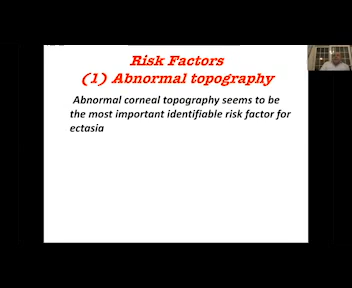 Risk Factors
(1) Abnormal topography
Abnormal corneal topography seems to be
the most important identifiable risk factor for
ectasia